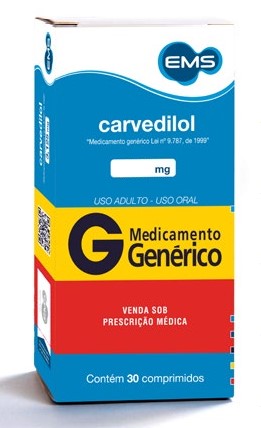 EMS
carvedilol
"Medicamento genérico Lei nº 9.787, de 1999"
mg
USO ADULTO - USO ORAL
G Medicamento
Genérico
VENDA SOB
PRESCRIÇÃO MÉDICA
Contém 30 comprimidos
carvedilol